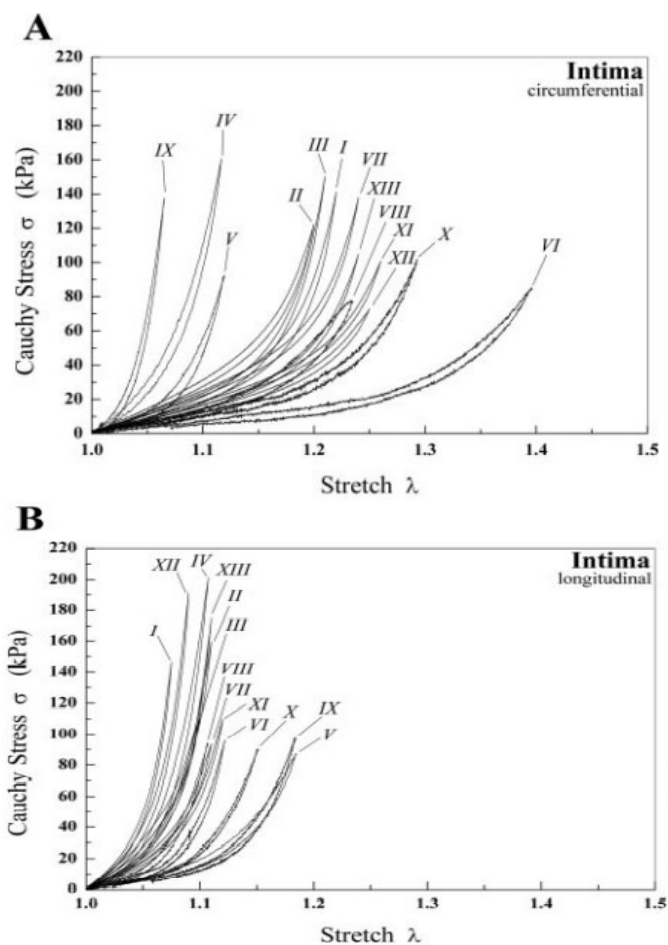 A
Intima
circumferential
220
200
180
160
140
120
100
80
60
40
20
0
Cauchy Stress σ (kPa)
IX
IV
V
II
III
I
VII
XIII
VIII
XI
XII
X
VI
1.0
1.1
1.2
1.3
1.4
1.5
Stretch λ
B
Intima
longitudinal
220
200
180
160
140
120
100
80
60
40
20
0
Cauchy Stress σ (kPa)
I
XII
IV
XIII
II
III
VIII
VII
XI
VI
X
IX
V
1.0
1.1
1.2
1.3
1.4
1.5
Stretch λ